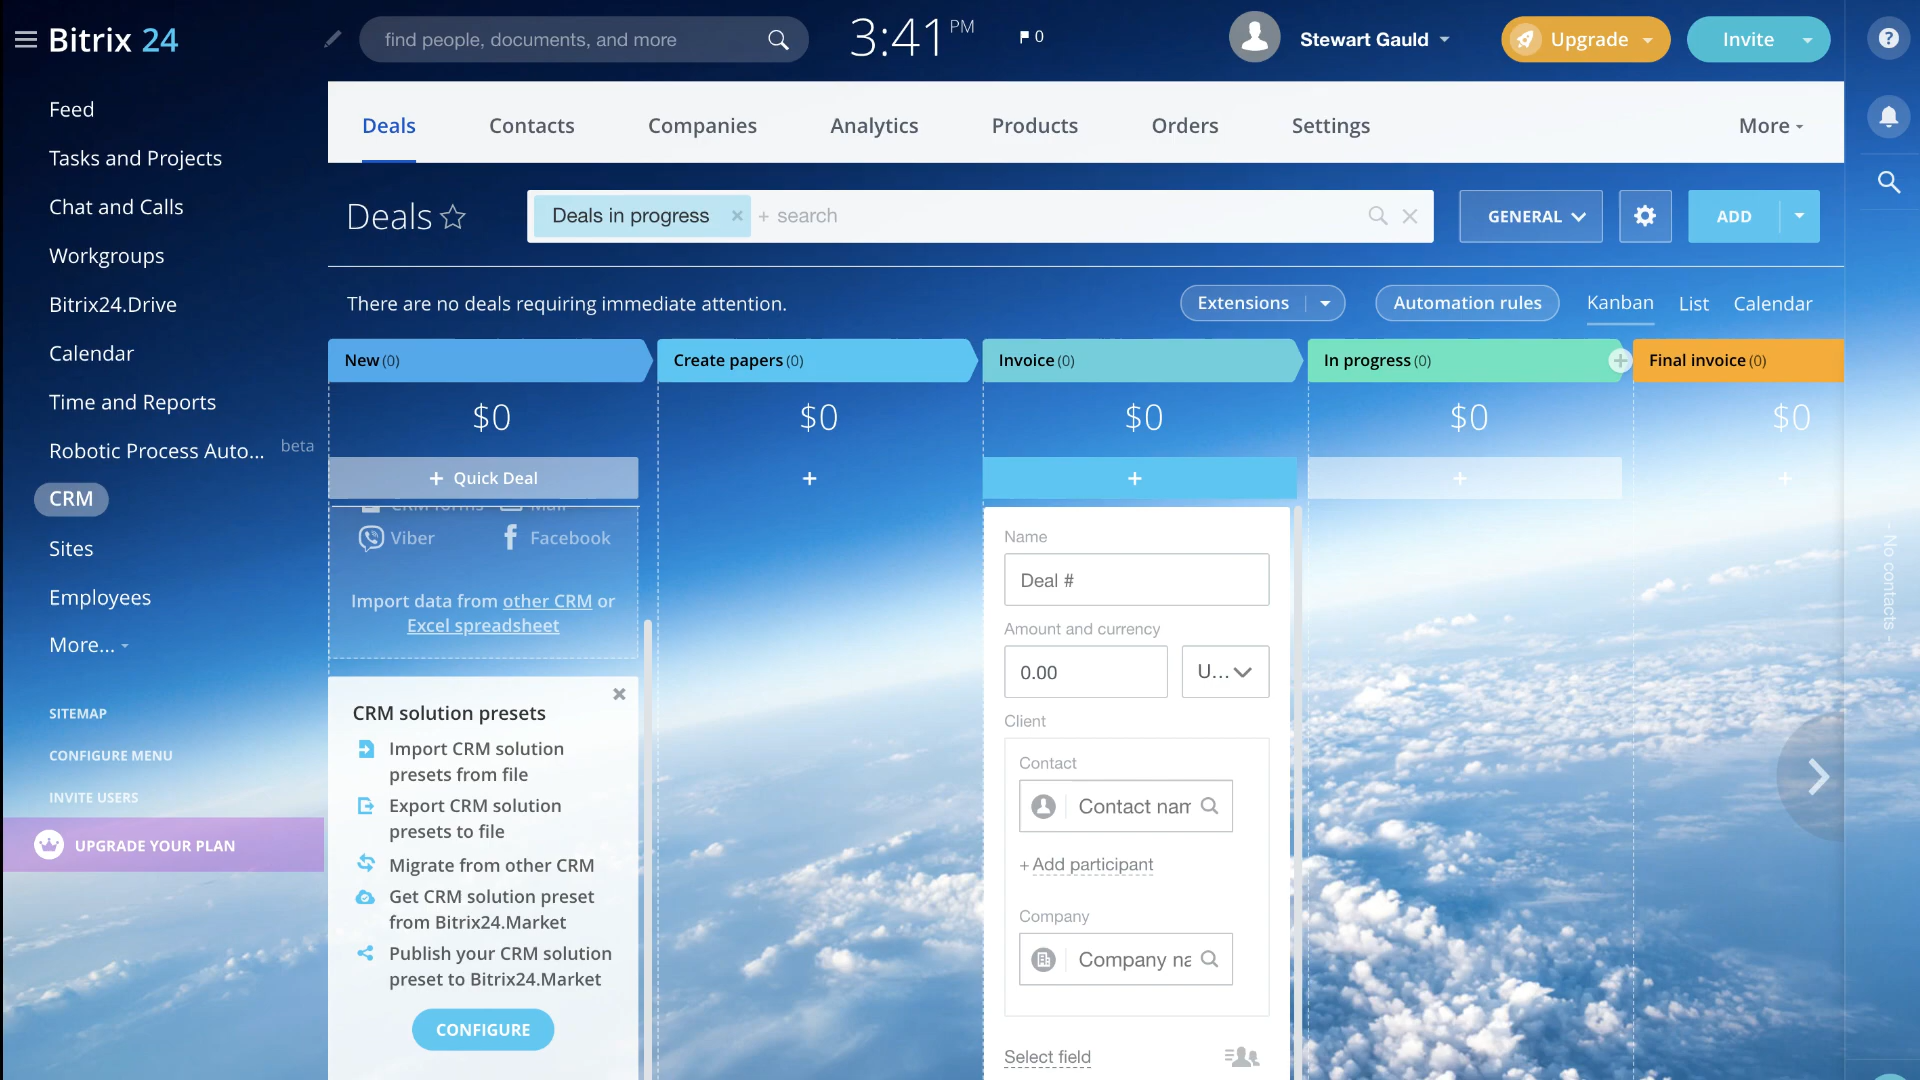 Bitrix 24
find people, documents, and more
3:41 PM
0
Stewart Gauld
Upgrade
Invite
Feed
Tasks and Projects
Chat and Calls
Workgroups
Bitrix24.Drive
Calendar
Time and Reports
Robotic Process Auto... beta
CRM
Sites
Employees
More...
SITEMAP
CONFIGURE MENU
INVITE USERS
UPGRADE YOUR PLAN
Deals
Contacts
Companies
Analytics
Products
Orders
Settings
More
Deals
Deals in progress × + search
GENERAL
ADD
There are no deals requiring immediate attention.
Extensions
Automation rules
Kanban
List
Calendar
New (0)
Create papers (0)
Invoice (0)
In progress (0)
Final invoice (0)
$0
$0
$0
$0
$0
+ Quick Deal
+
+
+
+
CRM forms Mail
Viber
Facebook
Import data from other CRM or
Excel spreadsheet
CRM solution presets
Import CRM solution
presets from file
Export CRM solution
presets to file
Migrate from other CRM
Get CRM solution preset
from Bitrix24.Market
Publish your CRM solution
preset to Bitrix24.Market
CONFIGURE
Name
Deal #
Amount and currency
0.00
U...
Client
Contact
Contact nam
+ Add participant
Company
Company na
Select field
- No contacts -